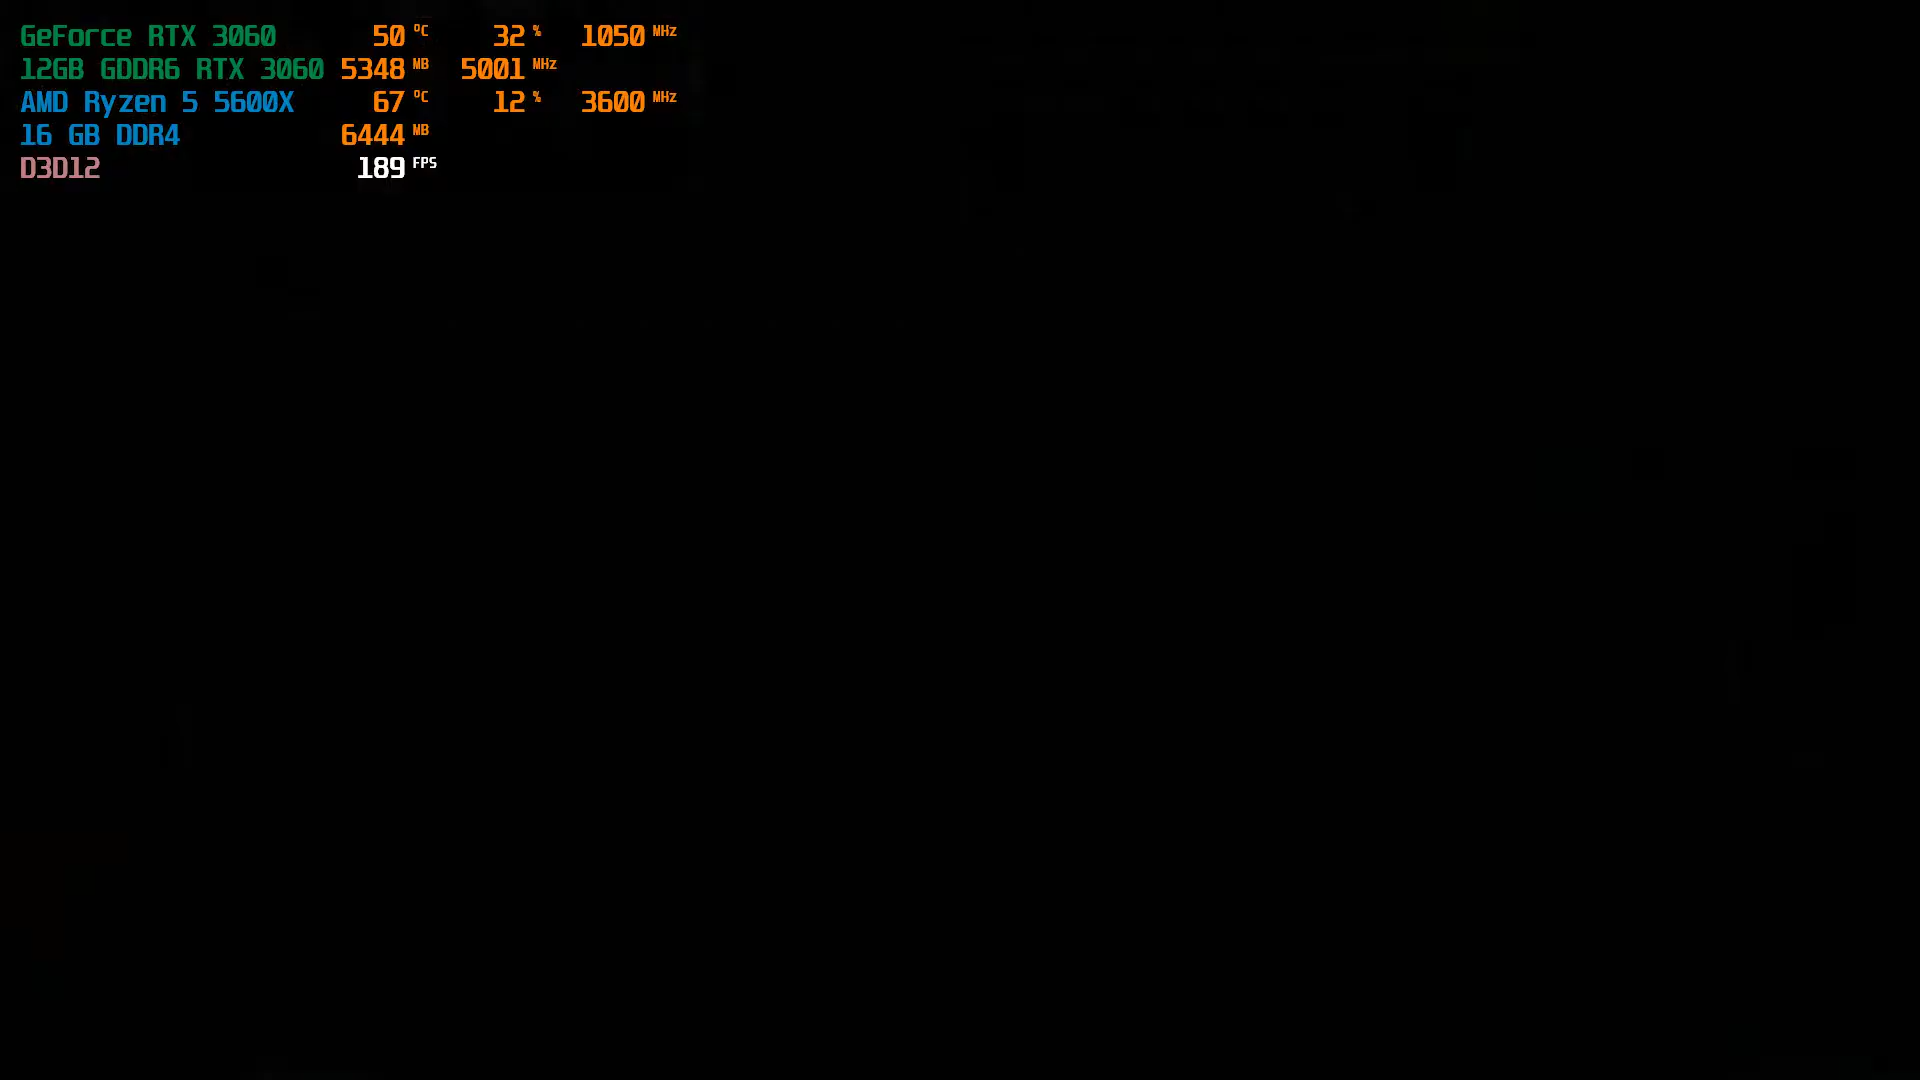 GeForce RTX 3060 50 °C 32 % 1050 MHz
12GB GDDR6 RTX 3060 5348 MB 5001 MHz
AMD Ryzen 5 5600X 67 °C 12 % 3600 MHz
16 GB DDR4 6444 MB
D3D12 189 FPS